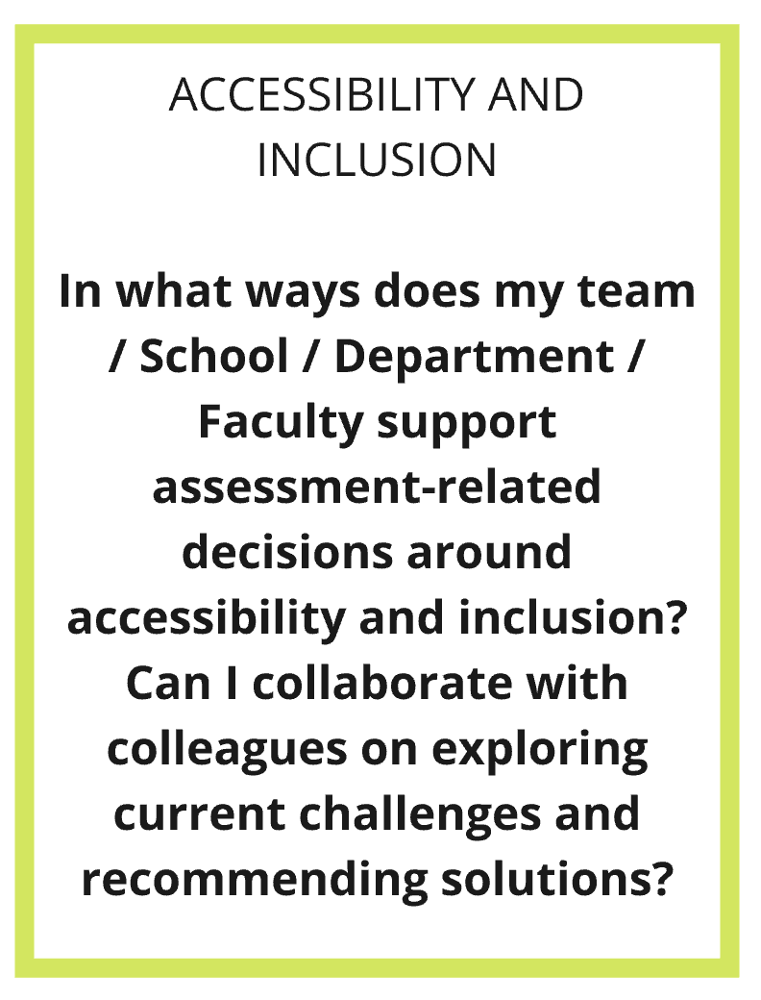 ACCESSIBILITY AND
INCLUSION
In what ways does my team
/ School / Department /
Faculty support
assessment-related
decisions around
accessibility and inclusion?
Can I collaborate with
colleagues on exploring
current challenges and
recommending solutions?